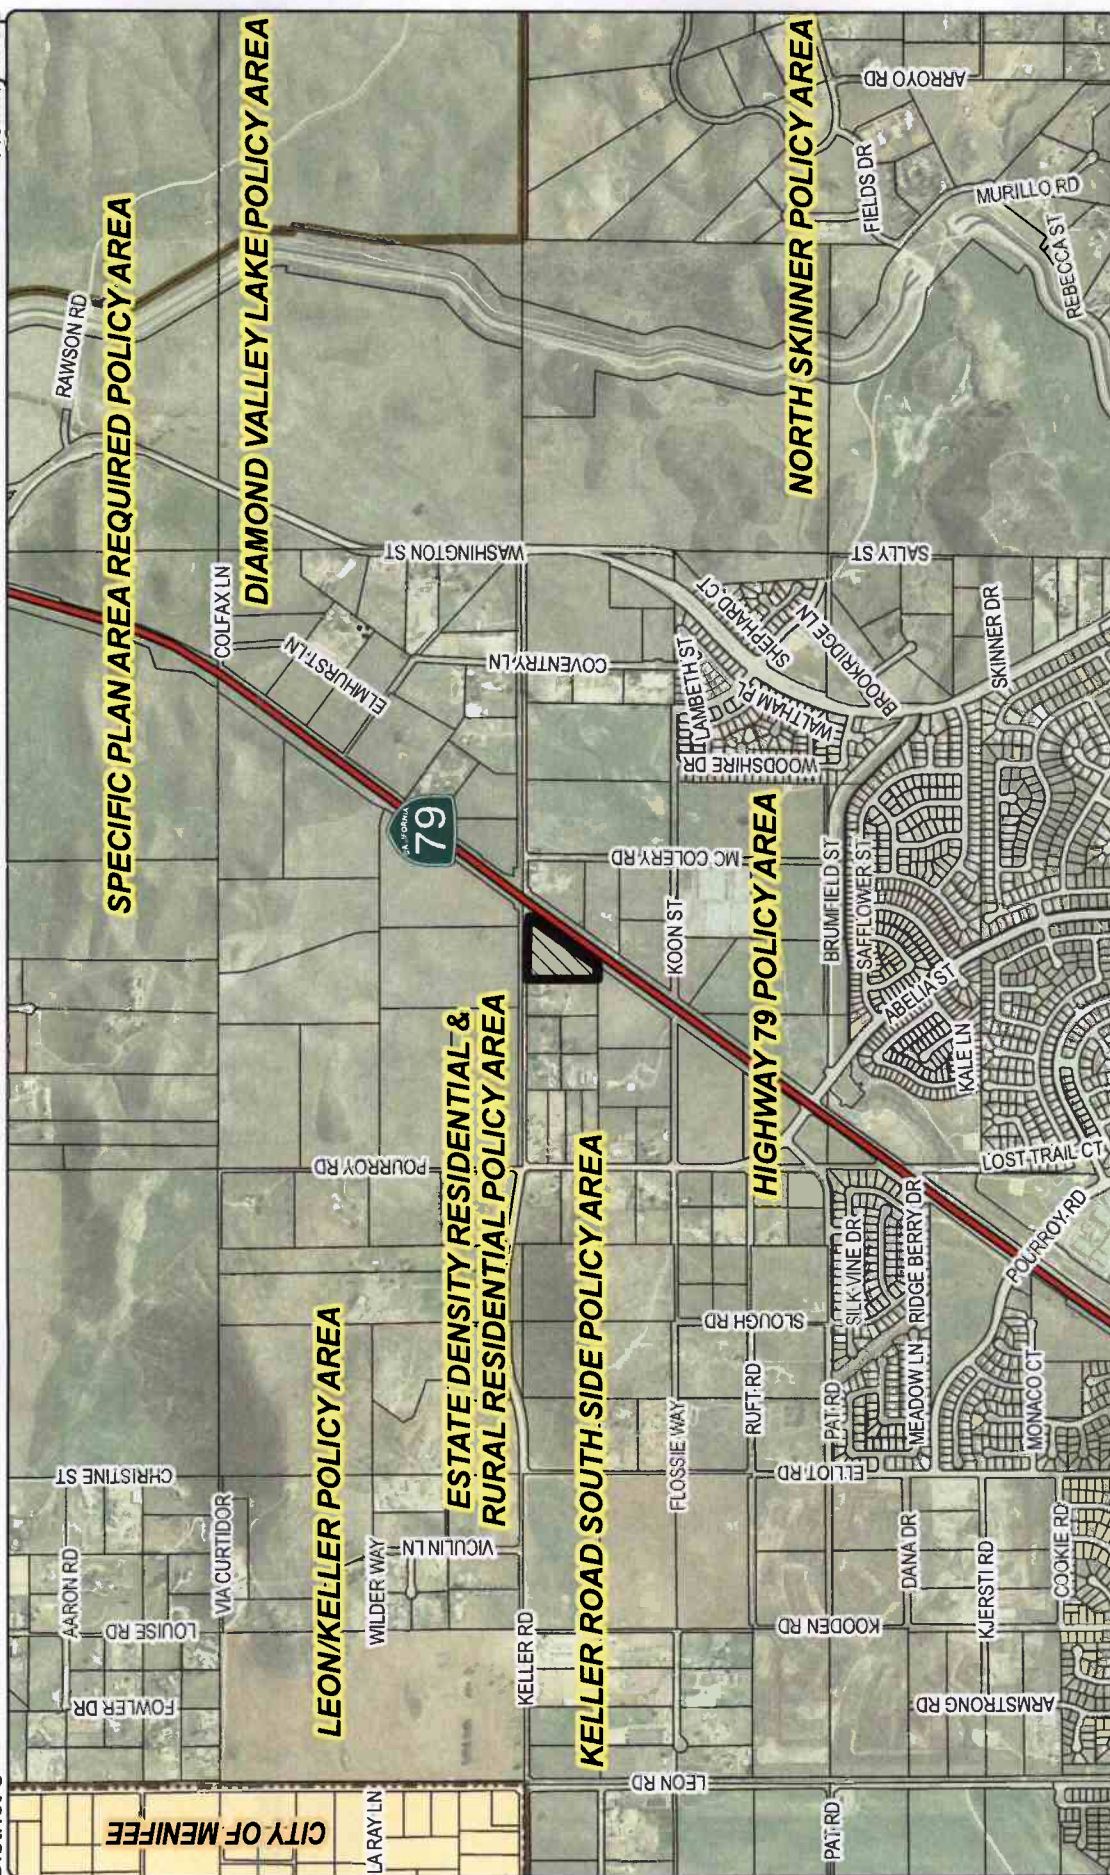 SPECIFIC PLAN AREA REQUIRED POLICY AREA
DIAMOND VALLEY LAKE POLICY AREA
NORTH SKINNER POLICY AREA
LEON/KELLER POLICY AREA
ESTATE DENSITY RESIDENTIAL &
RURAL RESIDENTIAL POLICY AREA
KELLER ROAD SOUTH SIDE POLICY AREA
HIGHWAY 79 POLICY AREA
CITY OF MENIFEE
CALIFORNIA
79
RAWSON RD
COLFAX LN
ELMHURST LN
WASHINGTON ST
COVENTRY LN
LAMBETH ST
SHEPHARD CT
WALTHAM PL
BROOKRIDGE LN
WOODSHIRE DR
SALLY ST
SKINNER DR
ARROYO RD
FIELDS DR
MURILLO RD
REBECCA ST
MC COLERY RD
KOON ST
BRUMFIELD ST
SAFFLOWER ST
ABELIA ST
KALE LN
LOST TRAIL CT
POURROY RD
POURROY RD
SILK VINE DR
RIDGE BERRY DR
MEADOW LN
MONACO CT
SLOUGH RD
RUFT RD
PAT RD
ELLIOT RD
FLOSSIE WAY
CHRISTINE ST
AARON RD
LOUISE RD
FOWLER DR
VIA CURTIDOR
WILDER WAY
VICULIN LN
KELLER RD
KOODEN RD
DANA DR
KJERSTI RD
COOKIE RD
ARMSTRONG RD
LEON RD
PAT RD
LA RAY LN